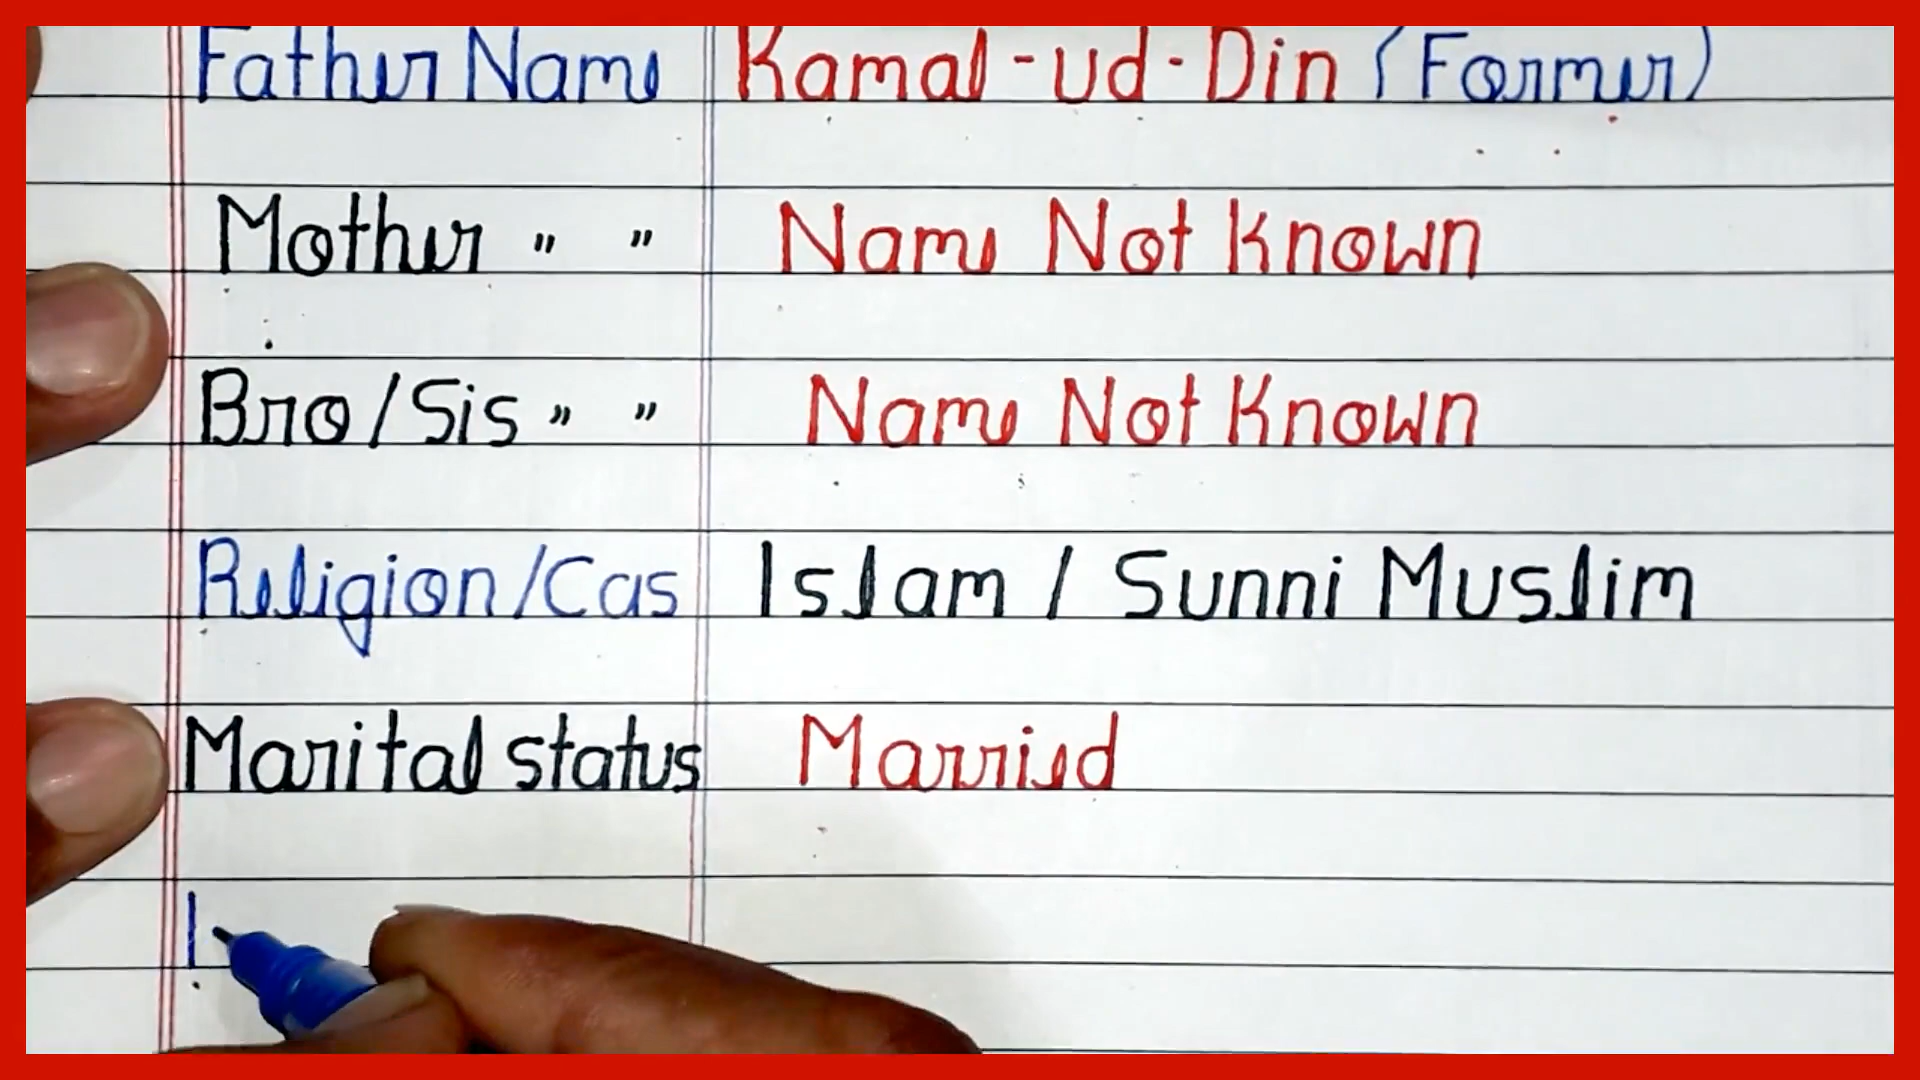 Father Name Kamal-ud-Din (Former)
Mother " " Name Not Known
Bro/Sis " " Name Not Known
Religion/Cas Islam / Sunni Muslim
Marital status Married